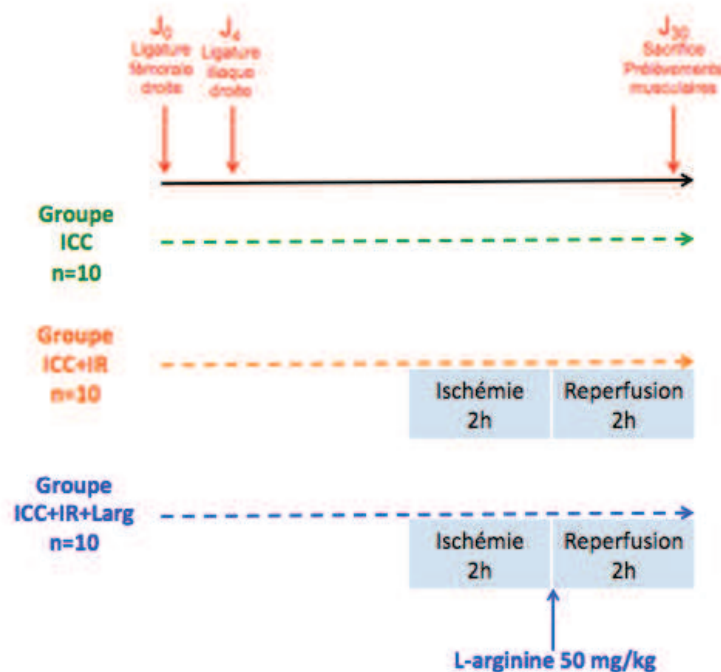 J0
Ligature
fémorale
droite
J4
Ligature
iliaque
droite
J30
Sacrifice
Prélèvements
musculaires
Groupe
ICC
n=10
Groupe
ICC+IR
n=10
Ischémie
2h
Reperfusion
2h
Groupe
ICC+IR+Larg
n=10
Ischémie
2h
Reperfusion
2h
L-arginine 50 mg/kg